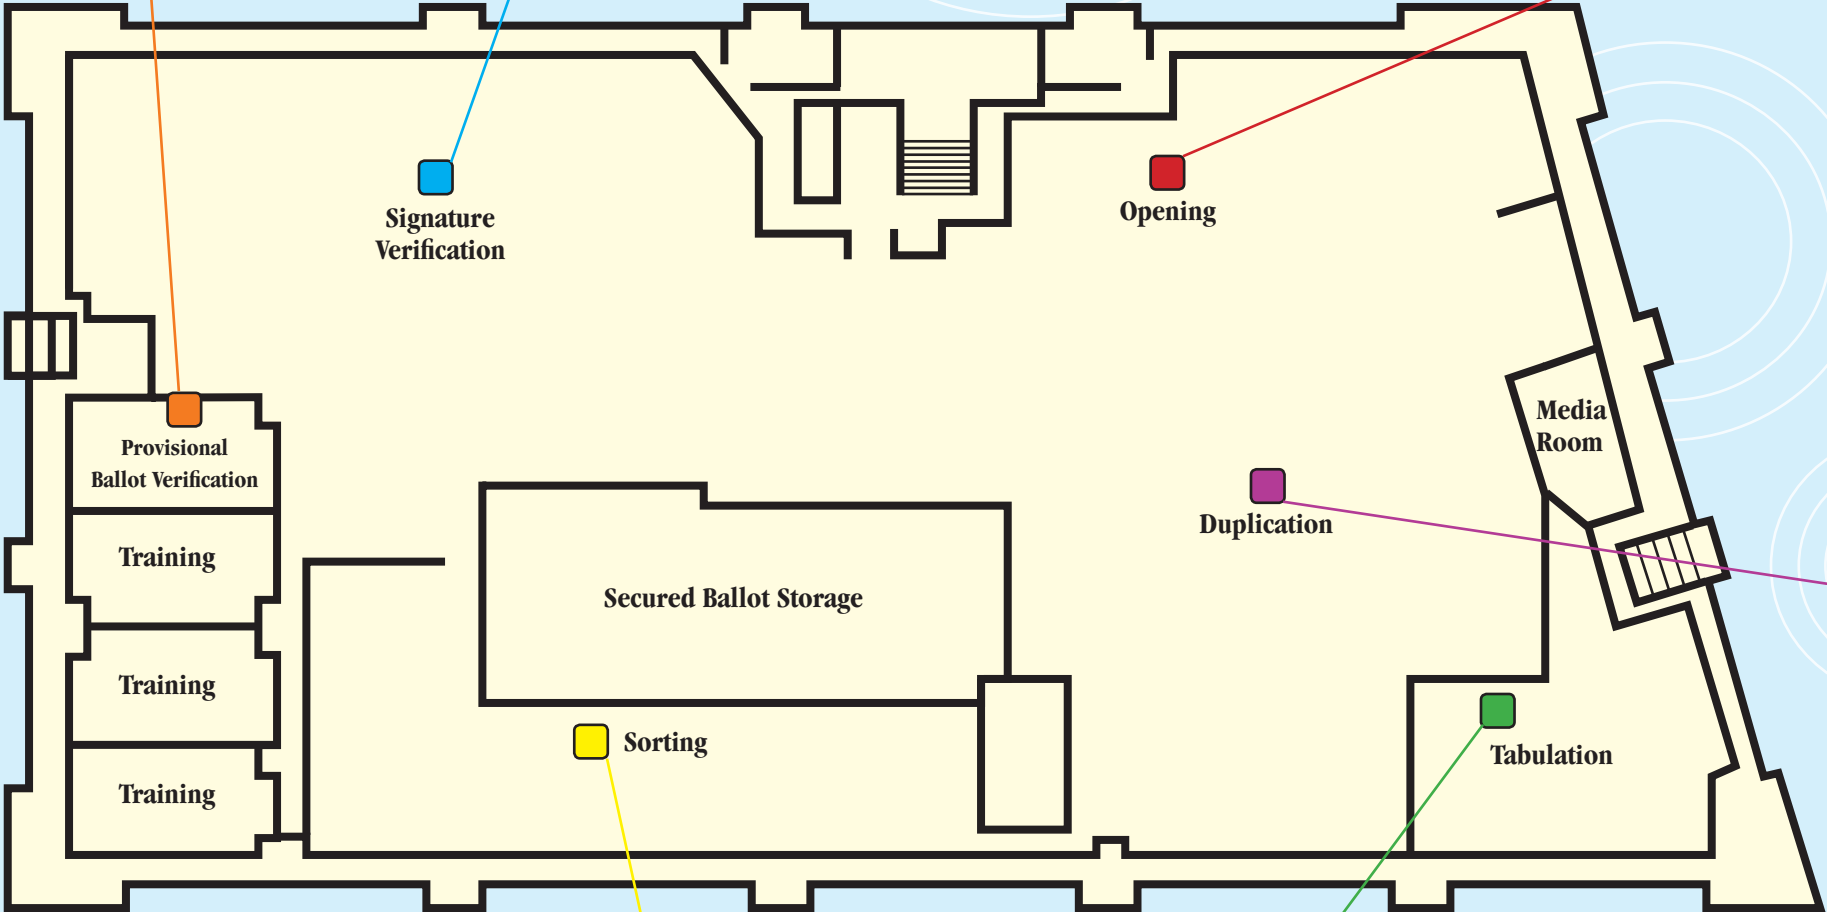 Signature
Verification
Opening
Provisional
Ballot Verification
Media
Room
Duplication
Training
Secured Ballot Storage
Training
Sorting
Tabulation
Training